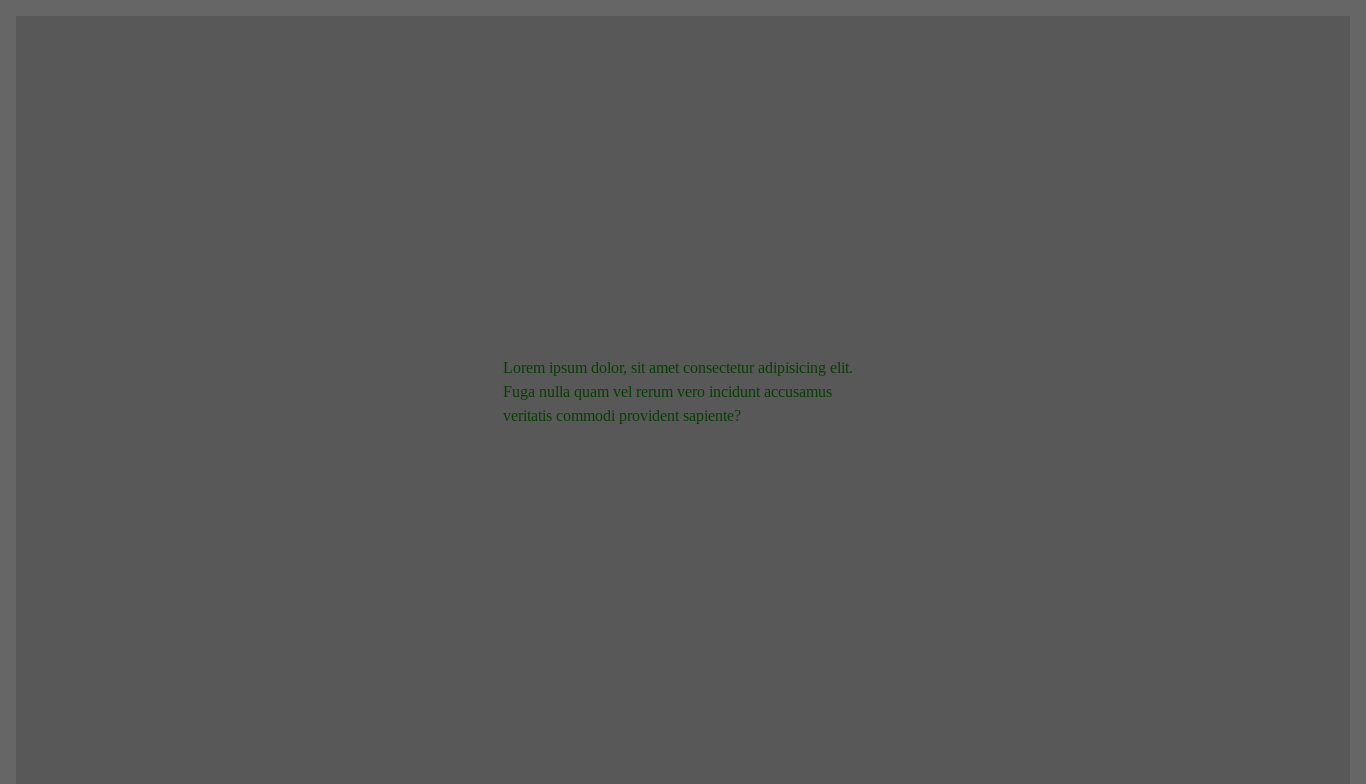 Lorem ipsum dolor, sit amet consectetur adipisicing elit.
Fuga nulla quam vel rerum vero incidunt accusamus
veritatis commodi provident sapiente?